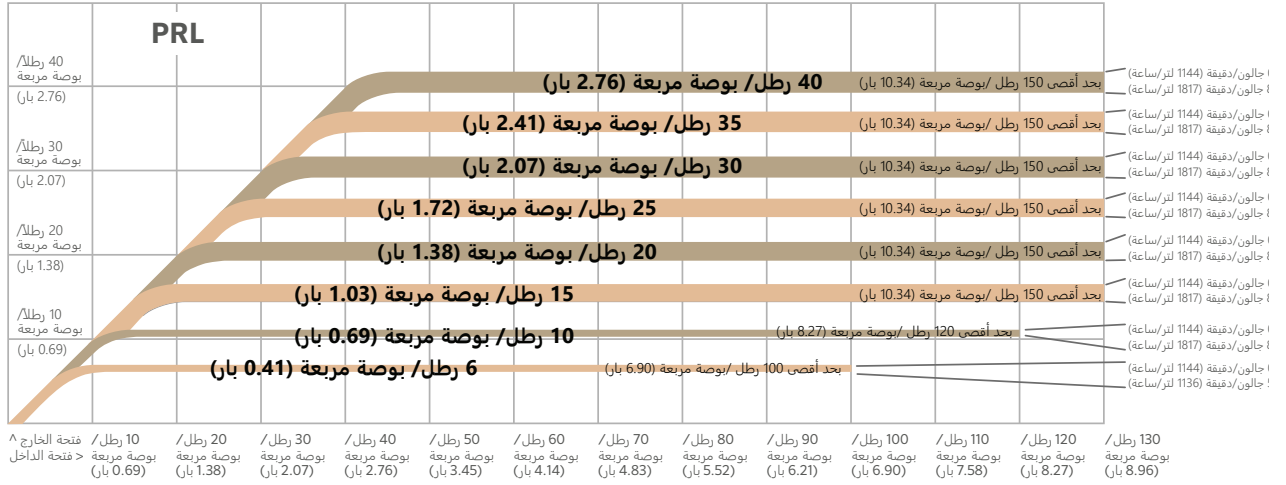 PRL
40 رطلاً/
بوصة مربعة
(2.76 بار)
30 رطلاً/
بوصة مربعة
(2.07 بار)
20 رطلاً/
بوصة مربعة
(1.38 بار)
10 رطلاً/
بوصة مربعة
(0.69 بار)
40 رطل/ بوصة مربعة (2.76 بار)
بحد أقصى 150 رطل /بوصة مربعة (10.34 بار)
جالون/دقيقة (1144 لتر/ساعة)
8 جالون/دقيقة (1817 لتر/ساعة)
35 رطل/ بوصة مربعة (2.41 بار)
بحد أقصى 150 رطل /بوصة مربعة (10.34 بار)
جالون/دقيقة (1144 لتر/ساعة)
8 جالون/دقيقة (1817 لتر/ساعة)
30 رطل/ بوصة مربعة (2.07 بار)
بحد أقصى 150 رطل /بوصة مربعة (10.34 بار)
جالون/دقيقة (1144 لتر/ساعة)
8 جالون/دقيقة (1817 لتر/ساعة)
25 رطل/ بوصة مربعة (1.72 بار)
بحد أقصى 150 رطل /بوصة مربعة (10.34 بار)
جالون/دقيقة (1144 لتر/ساعة)
8 جالون/دقيقة (1817 لتر/ساعة)
20 رطل/ بوصة مربعة (1.38 بار)
بحد أقصى 150 رطل /بوصة مربعة (10.34 بار)
جالون/دقيقة (1144 لتر/ساعة)
8 جالون/دقيقة (1817 لتر/ساعة)
15 رطل/ بوصة مربعة (1.03 بار)
بحد أقصى 150 رطل /بوصة مربعة (10.34 بار)
جالون/دقيقة (1144 لتر/ساعة)
8 جالون/دقيقة (1817 لتر/ساعة)
10 رطل/ بوصة مربعة (0.69 بار)
بحد أقصى 120 رطل /بوصة مربعة (8.27 بار)
جالون/دقيقة (1144 لتر/ساعة)
8 جالون/دقيقة (1817 لتر/ساعة)
6 رطل/ بوصة مربعة (0.41 بار)
بحد أقصى 100 رطل /بوصة مربعة (6.90 بار)
جالون/دقيقة (1144 لتر/ساعة)
5 جالون/دقيقة (1136 لتر/ساعة)
فتحة الخارج ^
فتحة الداخل >
10 رطل/
بوصة مربعة
(0.69 بار)
20 رطل/
بوصة مربعة
(1.38 بار)
30 رطل/
بوصة مربعة
(2.07 بار)
40 رطل/
بوصة مربعة
(2.76 بار)
50 رطل/
بوصة مربعة
(3.45 بار)
60 رطل/
بوصة مربعة
(4.14 بار)
70 رطل/
بوصة مربعة
(4.83 بار)
80 رطل/
بوصة مربعة
(5.52 بار)
90 رطل/
بوصة مربعة
(6.21 بار)
100 رطل/
بوصة مربعة
(6.90 بار)
110 رطل/
بوصة مربعة
(7.58 بار)
120 رطل/
بوصة مربعة
(8.27 بار)
130 رطل/
بوصة مربعة
(8.96 بار)